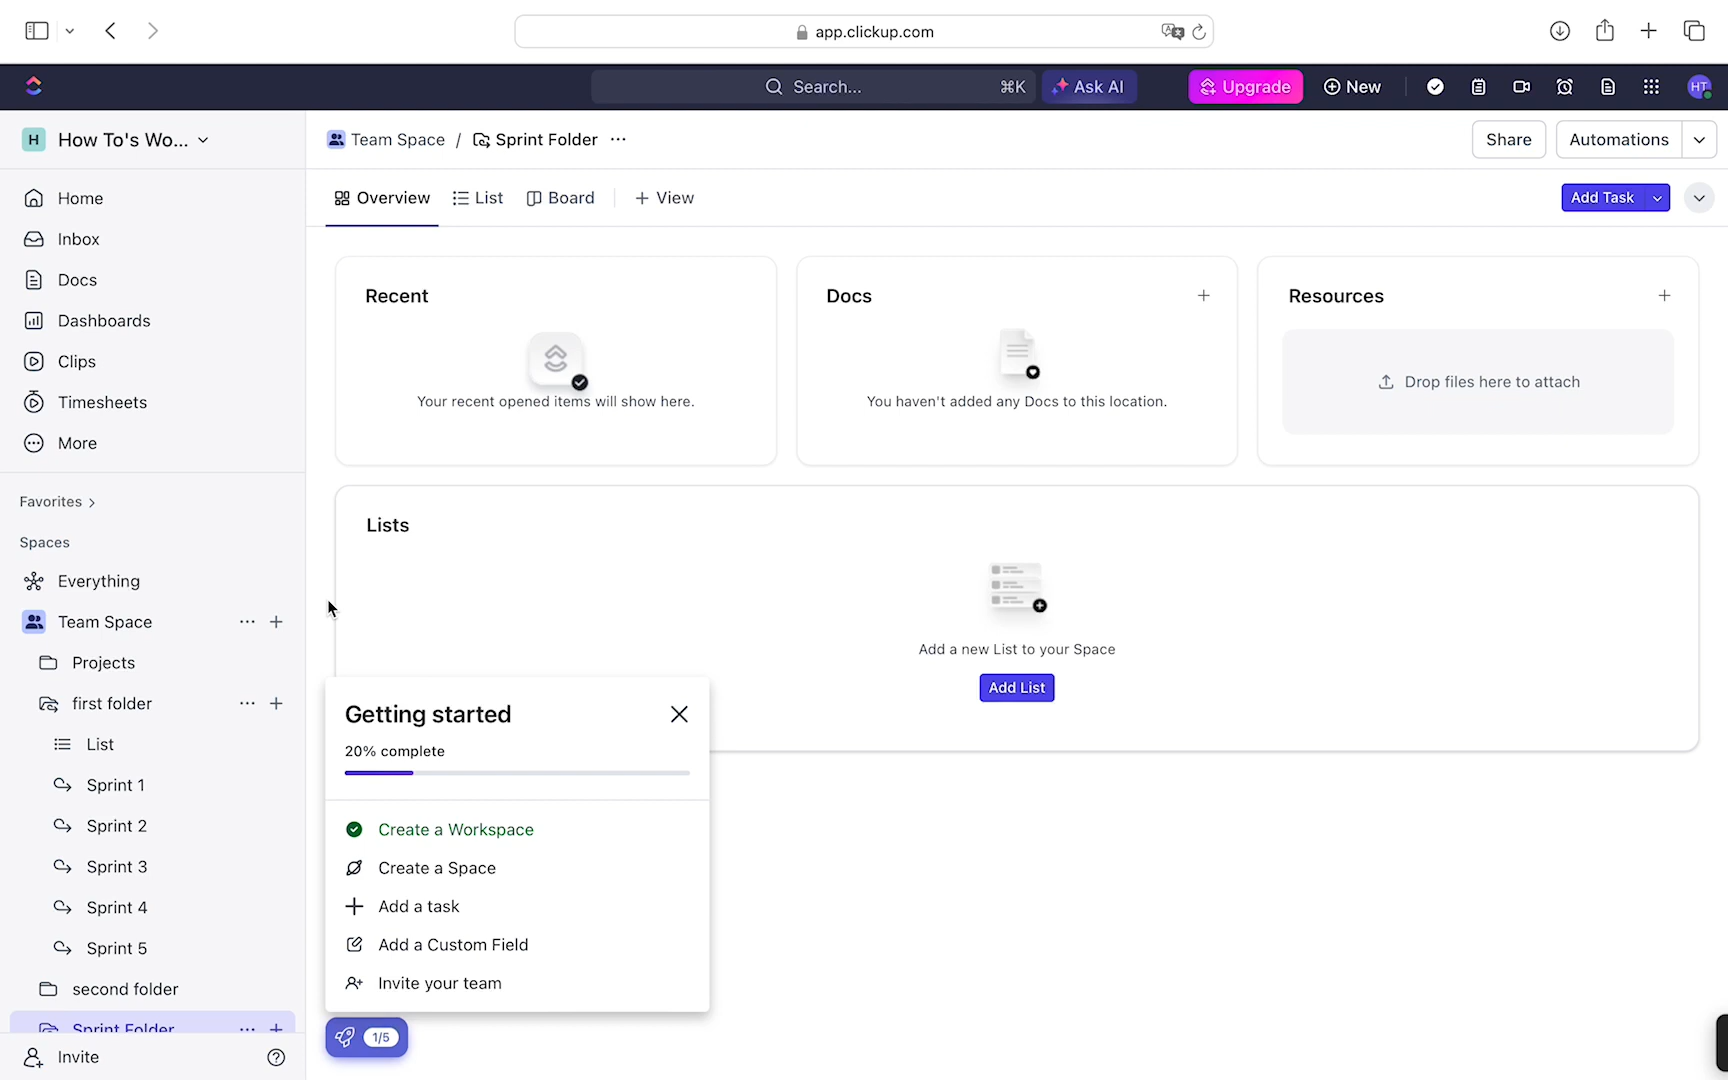 app.clickup.com
Search... ⌘K Ask AI Upgrade New HT
H How To's Wo...
Team Space / Sprint Folder ...
Share Automations
Home
Inbox
Docs
Dashboards
Clips
Timesheets
More
Favorites
Spaces
Everything
Team Space
Projects
first folder
List
Sprint 1
Sprint 2
Sprint 3
Sprint 4
Sprint 5
second folder
Sprint Folder
Invite
Overview List Board + View
Add Task
Recent
Your recent opened items will show here.
Docs
You haven't added any Docs to this location.
Resources
Drop files here to attach
Lists
Add a new List to your Space
Add List
Getting started
20% complete
Create a Workspace
Create a Space
Add a task
Add a Custom Field
Invite your team
1/5